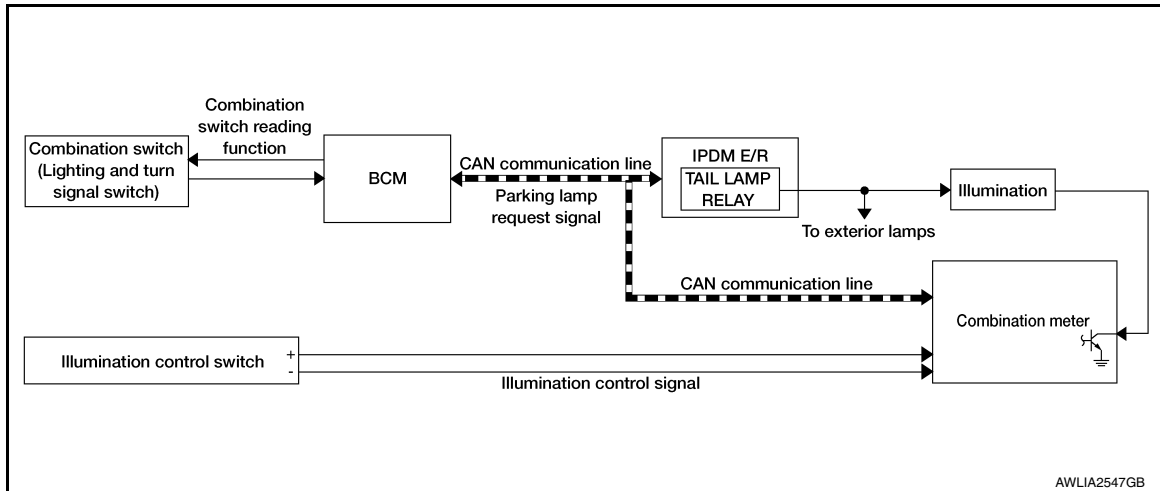 Combination
switch reading
function
Combination switch
(Lighting and turn
signal switch)
BCM
CAN communication line
Parking lamp
request signal
IPDM E/R
TAIL LAMP
RELAY
To exterior lamps
Illumination
CAN communication line
Combination meter
Illumination control switch
+
-
Illumination control signal
AWLIA2547GB